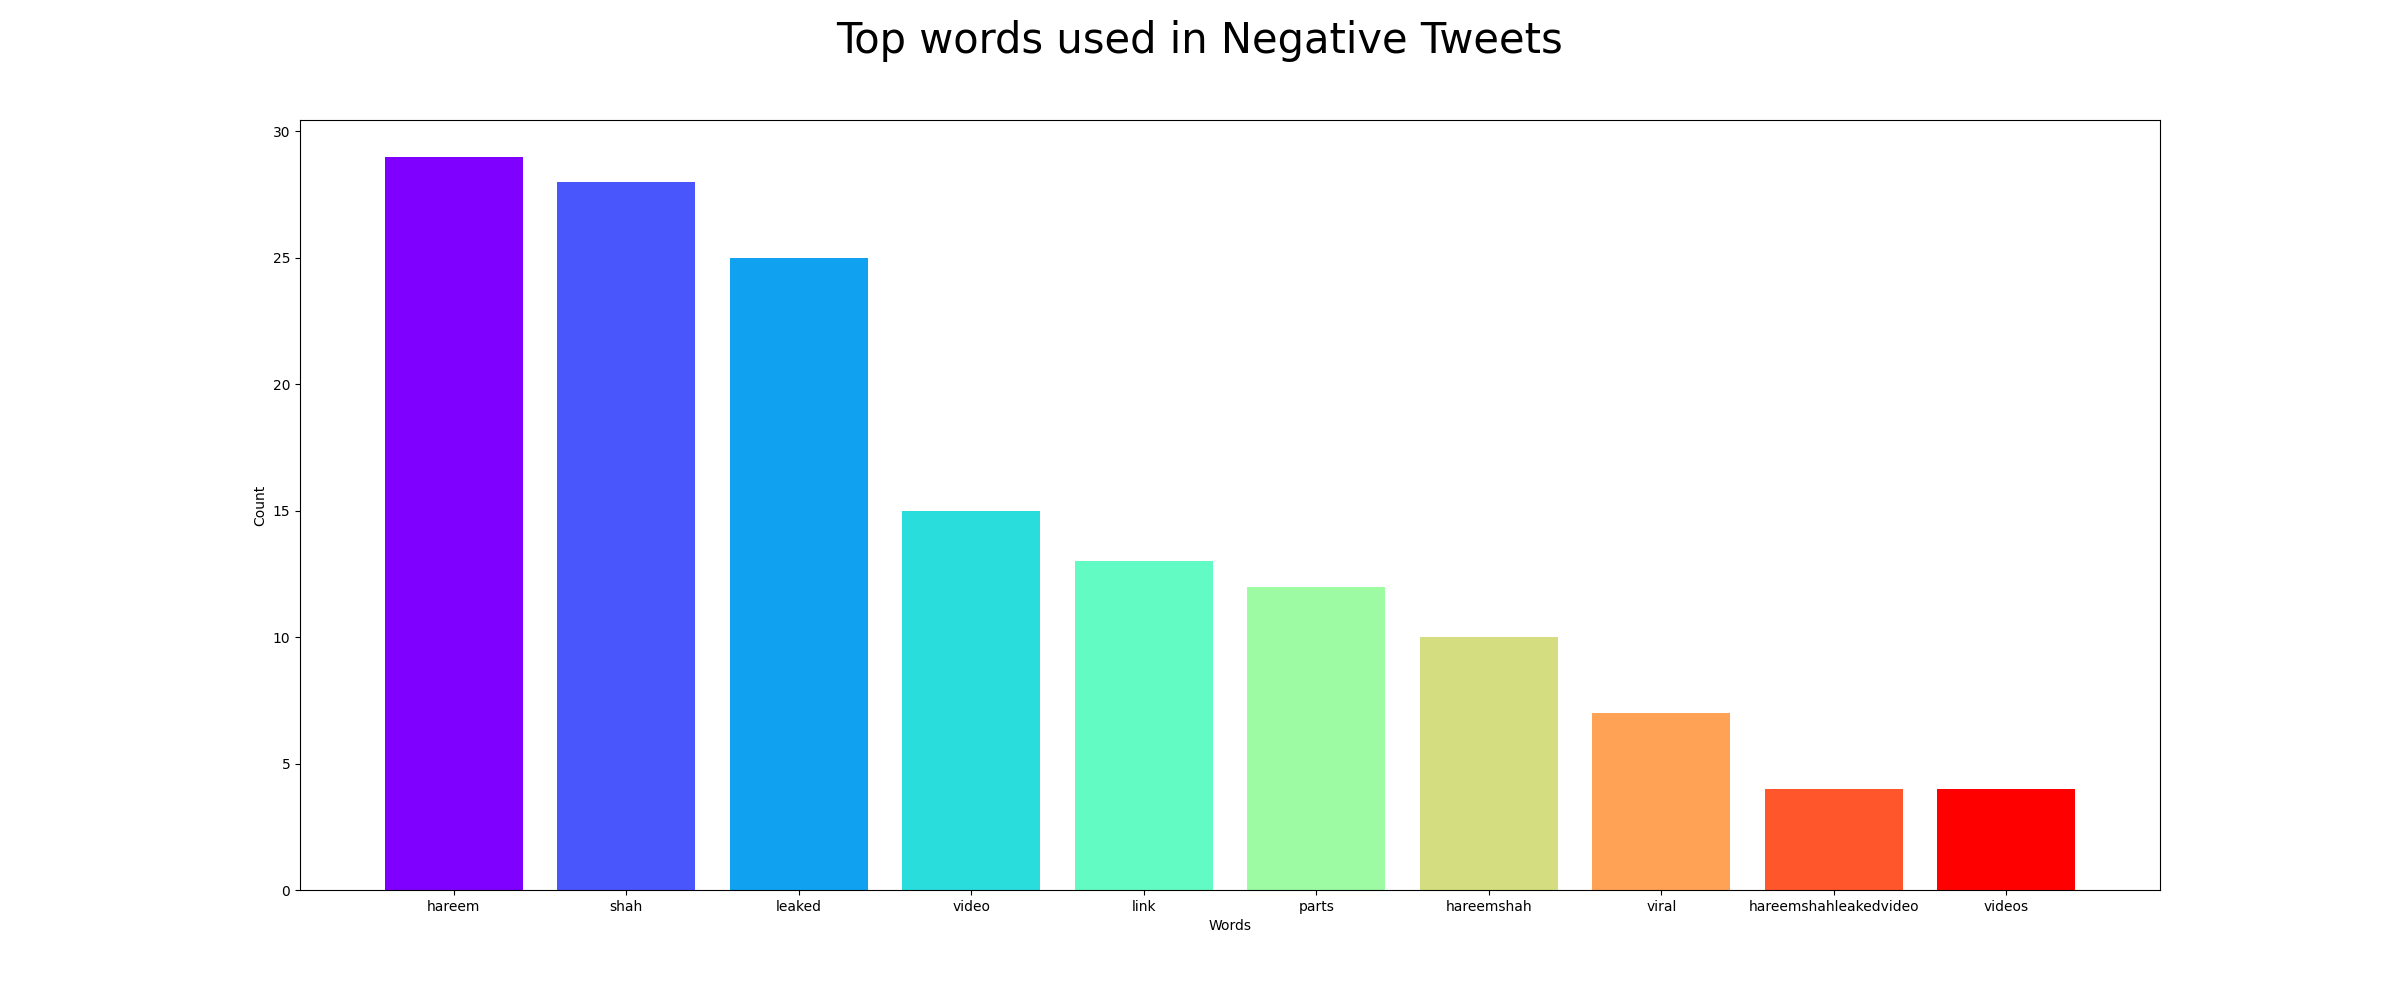 Top words used in Negative Tweets
30
25
20
15
10
5
0
Count
hareem shah leaked video link parts hareemshah viral hareemshahleakedvideo videos
Words